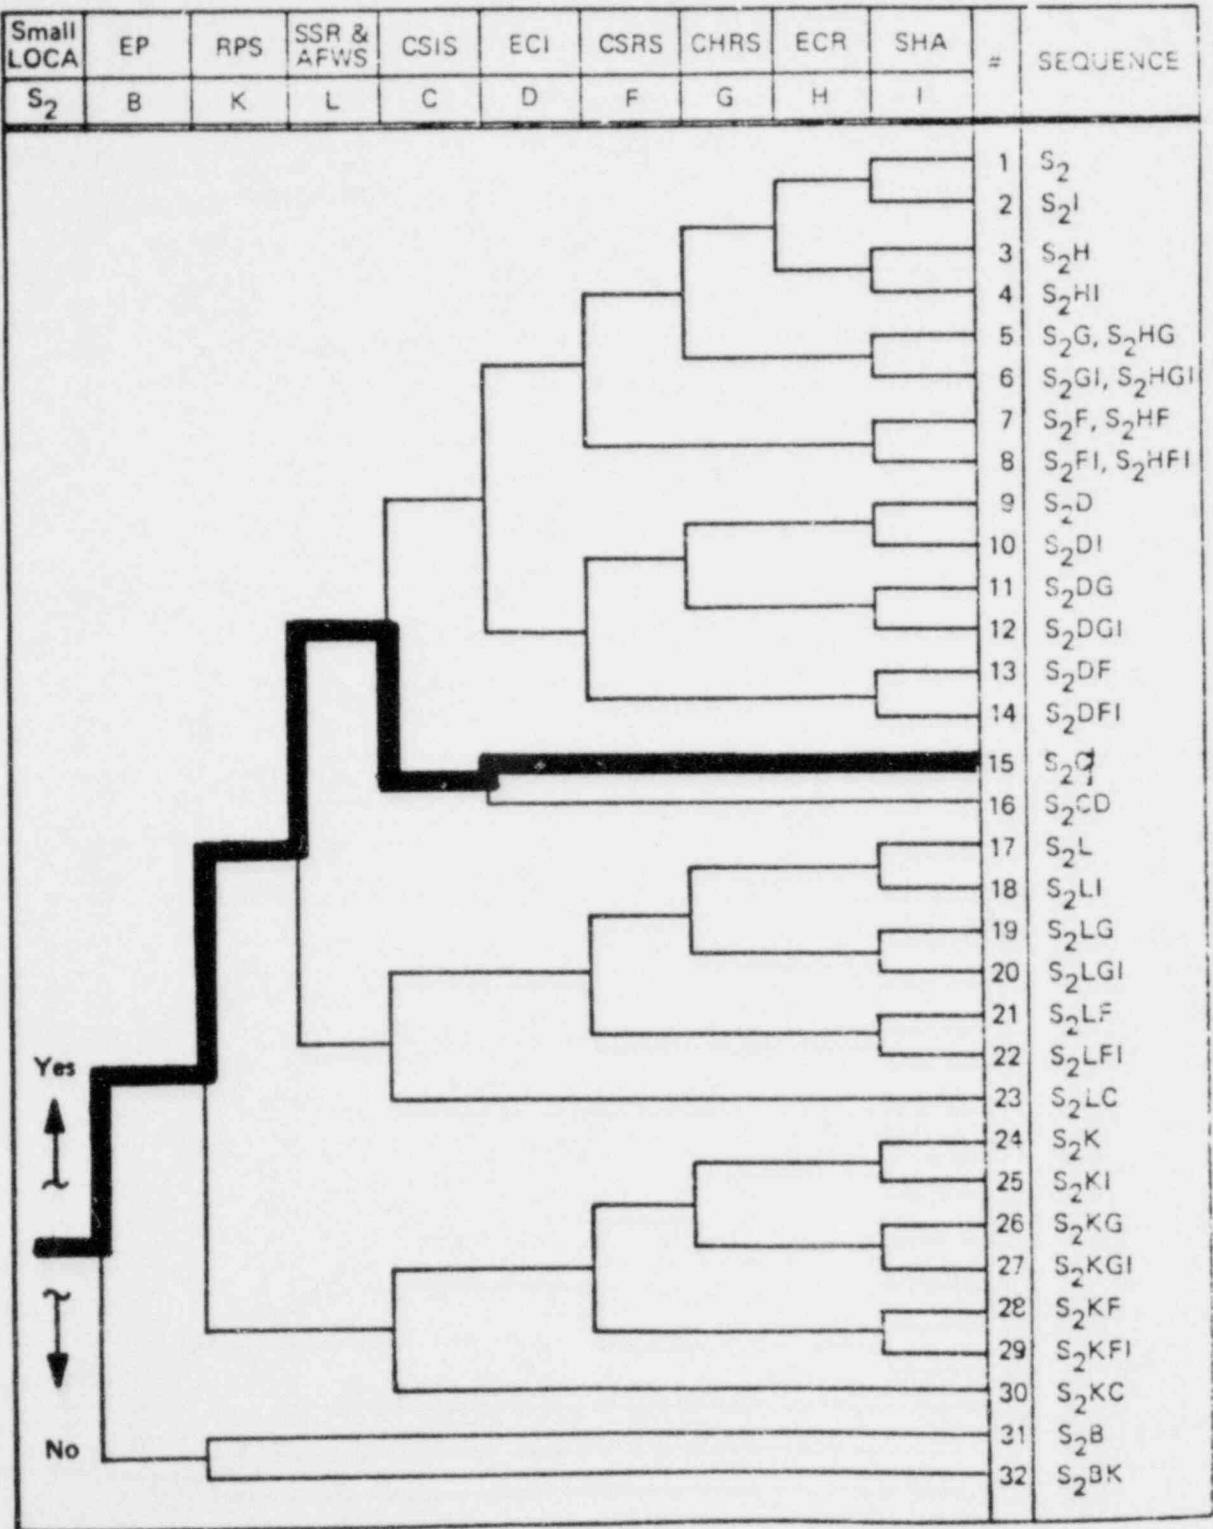 Small LOCA EP RPS SSR & AFWS CSIS ECI CSRS CHRS ECR SHA # SEQUENCE
S2 B K L C D F G H I
1 S2
2 S2I
3 S2H
4 S2HI
5 S2G, S2HG
6 S2GI, S2HGI
7 S2F, S2HF
8 S2FI, S2HFI
9 S2D
10 S2DI
11 S2DG
12 S2DGI
13 S2DF
14 S2DFI
15 S2C
16 S2CD
17 S2L
18 S2LI
19 S2LG
20 S2LGI
21 S2LF
22 S2LFI
Yes
23 S2LC
24 S2K
25 S2KI
26 S2KG
27 S2KGI
28 S2KF
29 S2KFI
30 S2KC
No
31 S2B
32 S2BK